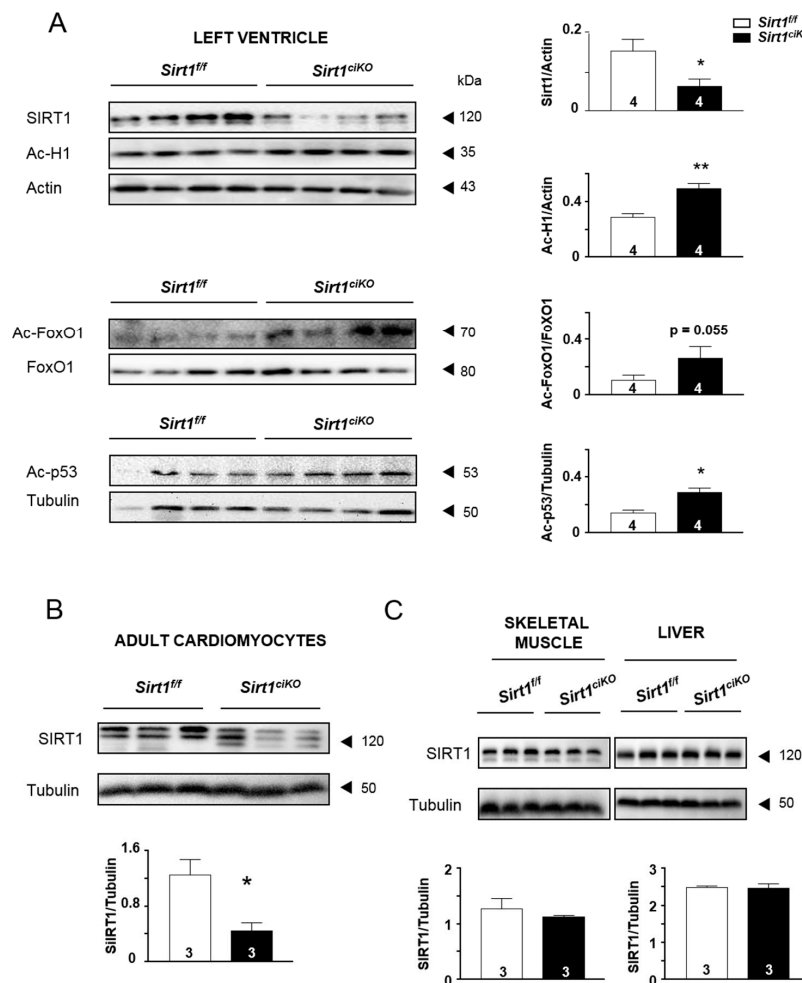 A
LEFT VENTRICLE
Sirt1f/f Sirt1ciKO
kDa
SIRT1 120
Ac-H1 35
Actin 43
Sirt1f/f Sirt1ciKO
Ac-FoxO1 70
FoxO1 80
Sirt1f/f Sirt1ciKO
Ac-p53 53
Tubulin 50
Sirt1f/f
Sirt1ciK
Sirt1/Actin
0.2
0
*
4 4
Ac-H1/Actin
0.4
0
**
4 4
Ac-FoxO1/FoXO1
0.4
0
p = 0.055
4 4
Ac-p53/Tubulin
0.4
0
*
4 4
B
ADULT CARDIOMYOCYTES
Sirt1f/f Sirt1ciKO
SIRT1 120
Tubulin 50
SiIRT1/Tubulin
1.2
0.6
0
*
3 3
C
SKELETAL
MUSCLE
LIVER
Sirt1f/f Sirt1ciKO Sirt1f/f Sirt1ciKO
SIRT1 120
Tubulin 50
SIRT1/Tubulin
2
1
0
3 3
SIRT1/Tubulin
3
2
1
0
3 3